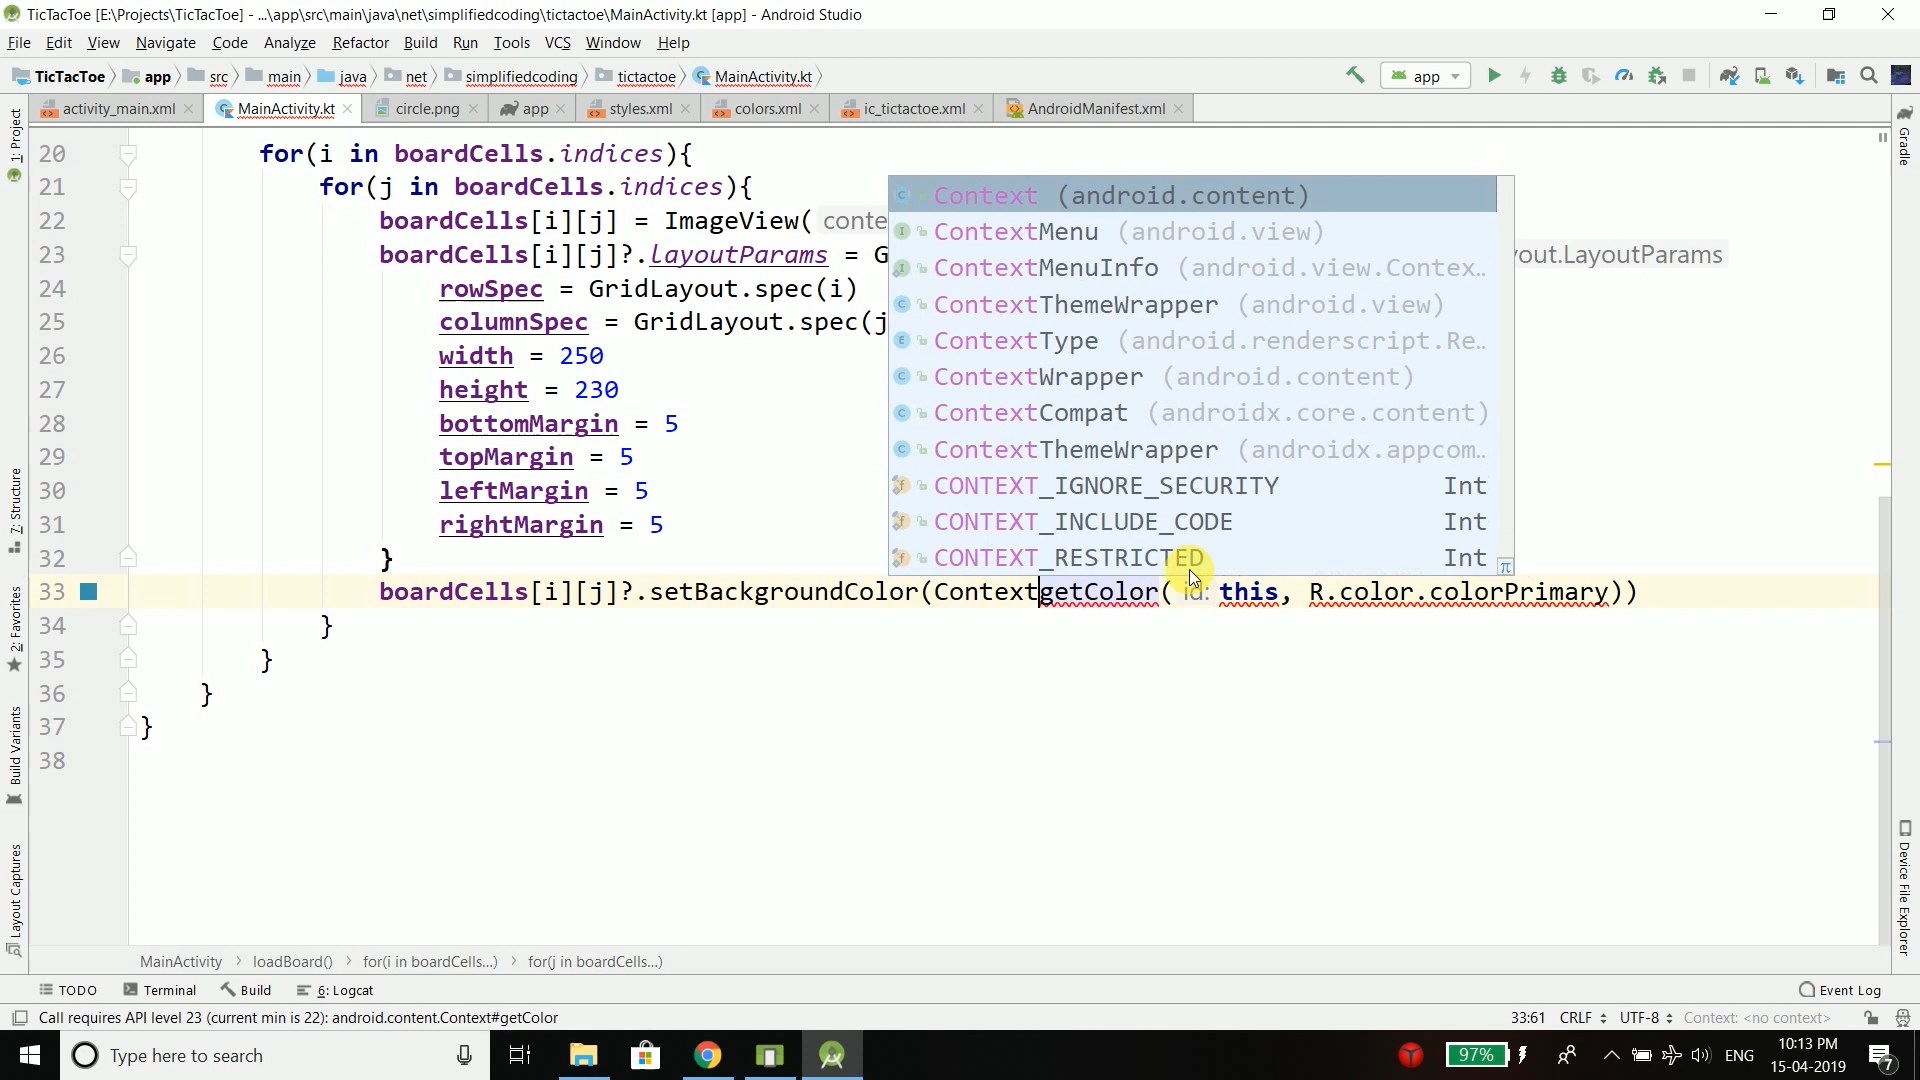 TicTacToe [E:\Projects\TicTacToe] - ...\app\src\main\java\net\simplifiedcoding\tictactoe\MainActivity.kt [app] - Android Studio
File Edit View Navigate Code Analyze Refactor Build Run Tools VCS Window Help
TicTacToe app src main java net simplifiedcoding tictactoe MainActivity.kt app
activity_main.xml MainActivity.kt circle.png app styles.xml colors.xml ic_tictactoe.xml AndroidManifest.xml
1: Project
7: Structure
2: Favorites
Build Variants
Layout Captures
20 for(i in boardCells.indices){
21 for(j in boardCells.indices){
22 boardCells[i][j] = ImageView( conte
23 boardCells[i][j]?.layoutParams = G yout.LayoutParams
24 rowSpec = GridLayout.spec(i)
25 columnSpec = GridLayout.spec(j
26 width = 250
27 height = 230
28 bottomMargin = 5
29 topMargin = 5
30 leftMargin = 5
31 rightMargin = 5
32 }
33 boardCells[i][j]?.setBackgroundColor(ContextgetColor( id: this, R.color.colorPrimary))
34 }
35 }
36 }
37 }
38
Context (android.content)
ContextMenu (android.view)
ContextMenuInfo (android.view.Contex…
ContextThemeWrapper (android.view)
ContextType (android.renderscript.Re…
ContextWrapper (android.content)
ContextCompat (androidx.core.content)
ContextThemeWrapper (androidx.appcom…
CONTEXT_IGNORE_SECURITY Int
CONTEXT_INCLUDE_CODE Int
CONTEXT_RESTRICTED Int
π
Gradle
Device File Explorer
MainActivity › loadBoard() › for(i in boardCells...) › for(j in boardCells...)
TODO Terminal Build 6: Logcat Event Log
Call requires API level 23 (current min is 22): android.content.Context#getColor 33:61 CRLF UTF-8 Context: <no context>
Type here to search 97% ENG 10:13 PM
15-04-2019 7